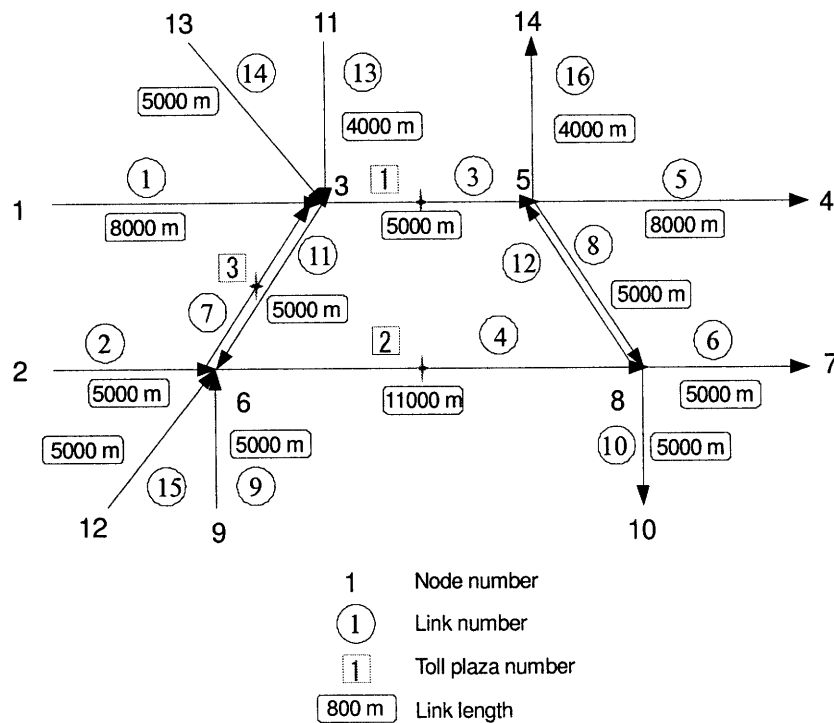 13
11
14
14
13
16
5000 m
4000 m
4000 m
1
3
1
3
5
5
1
4
8000 m
5000 m
8000 m
11
12
8
3
5000 m
5000 m
7
2
4
6
2
2
7
5000 m
6
11000 m
8
5000 m
5000 m
5000 m
10
5000 m
15
9
12
9
10
1 Node number
1 Link number
1 Toll plaza number
800 m Link length